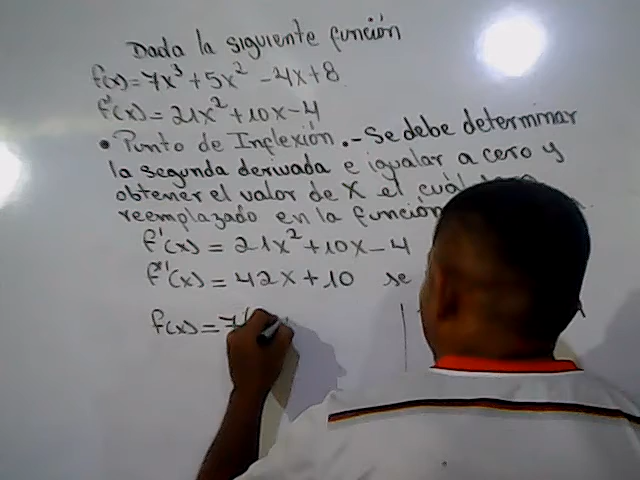 Dada la siguiente función
f(x) = 7x³ + 5x² - 4x + 8
f'(x) = 21x² + 10x - 4
• Punto de Inflexión.- Se debe determinar
la segunda derivada e igualar a cero y
obtener el valor de x el cuál
reemplazado en la función
f'(x) = 21x² + 10x - 4
f''(x) = 42x + 10 se
f(x) = 7(